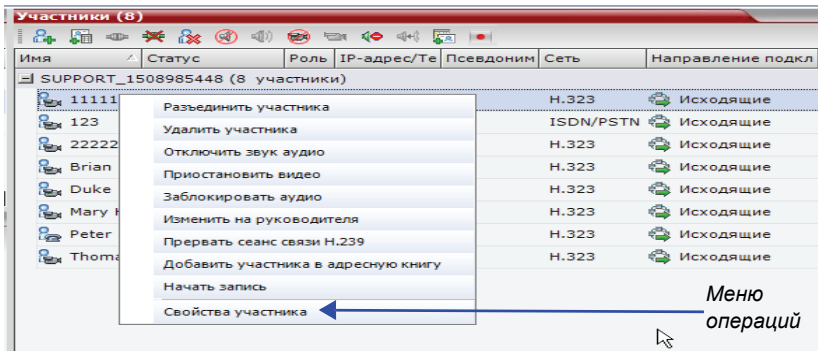 Участники (8)
Имя Статус Роль IP-адрес/Те Псевдоним Сеть Направление подкл
SUPPORT_1508985448 (8 участники)
11111 H.323 Исходящие
123 ISDN/PSTN Исходящие
22222 H.323 Исходящие
Brian H.323 Исходящие
Duke H.323 Исходящие
Mary H.323 Исходящие
Peter H.323 Исходящие
Thoma H.323 Исходящие
Разъединить участника
Удалить участника
Отключить звук аудио
Приостановить видео
Заблокировать аудио
Изменить на руководителя
Прервать сеанс связи H.239
Добавить участника в адресную книгу
Начать запись
Свойства участника
Меню
операций